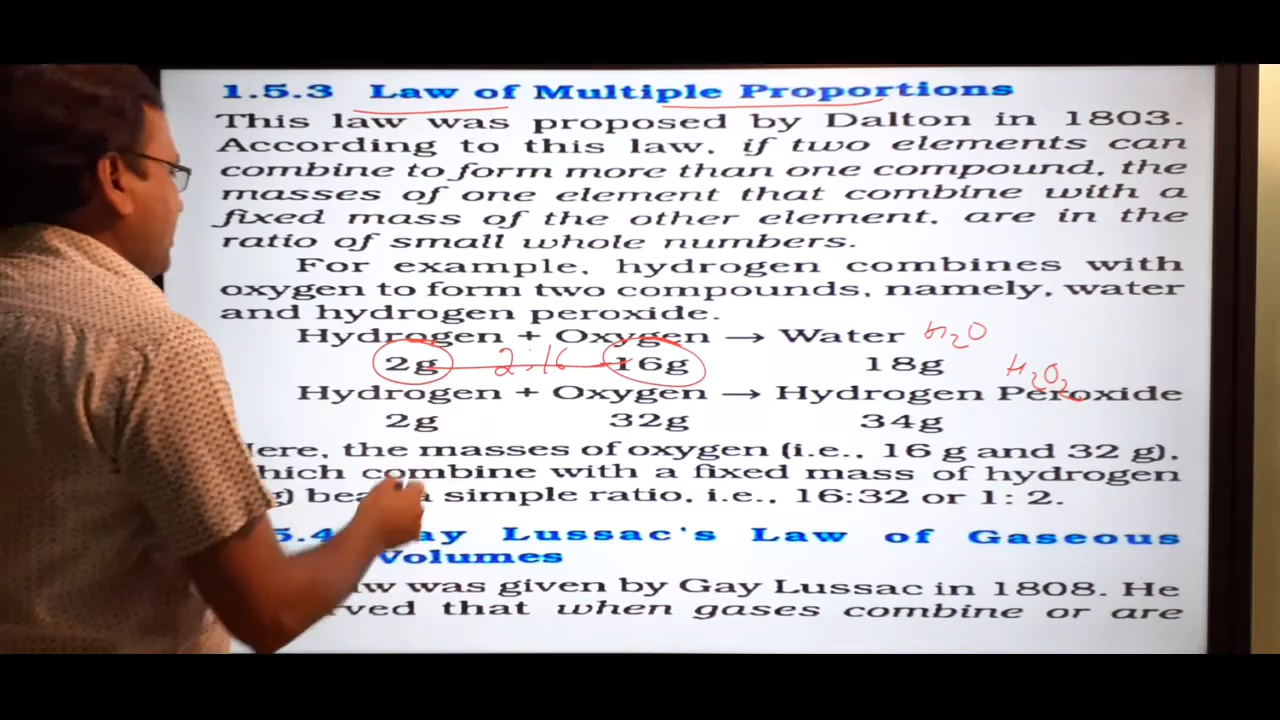 1.5.3 Law of Multiple Proportions
This law was proposed by Dalton in 1803.
According to this law, if two elements can
combine to form more than one compound, the
masses of one element that combine with a
fixed mass of the other element, are in the
ratio of small whole numbers.
For example, hydrogen combines with
oxygen to form two compounds, namely, water
and hydrogen peroxide.
Hydrogen + Oxygen → Water H2O
2g 2:16 16g 18g H2O2
Hydrogen + Oxygen → Hydrogen Peroxide
2g 32g 34g
Here, the masses of oxygen (i.e., 16 g and 32 g),
which combine with a fixed mass of hydrogen
g) bear a simple ratio, i.e., 16:32 or 1: 2.
5.4 Gay Lussac's Law of Gaseous
Volumes
law was given by Gay Lussac in 1808. He
rved that when gases combine or are